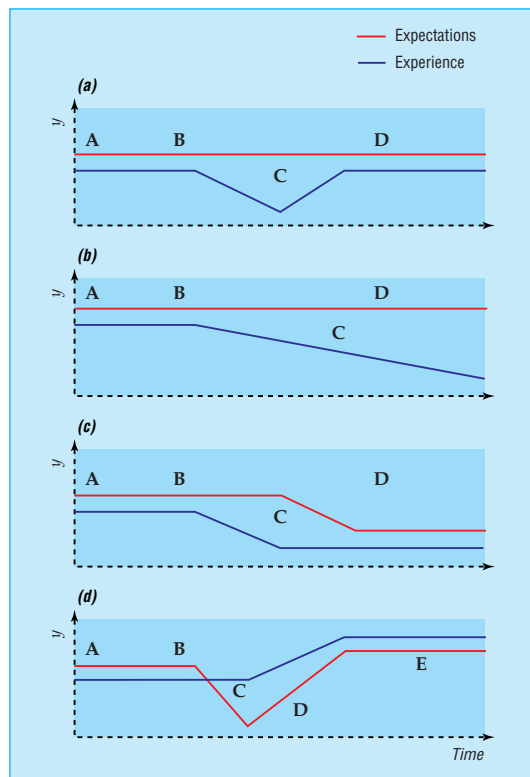 Expectations
Experience
(a)
y
A B C D
(b)
y
A B C D
(c)
y
A B C D
(d)
y
A B C D E
Time